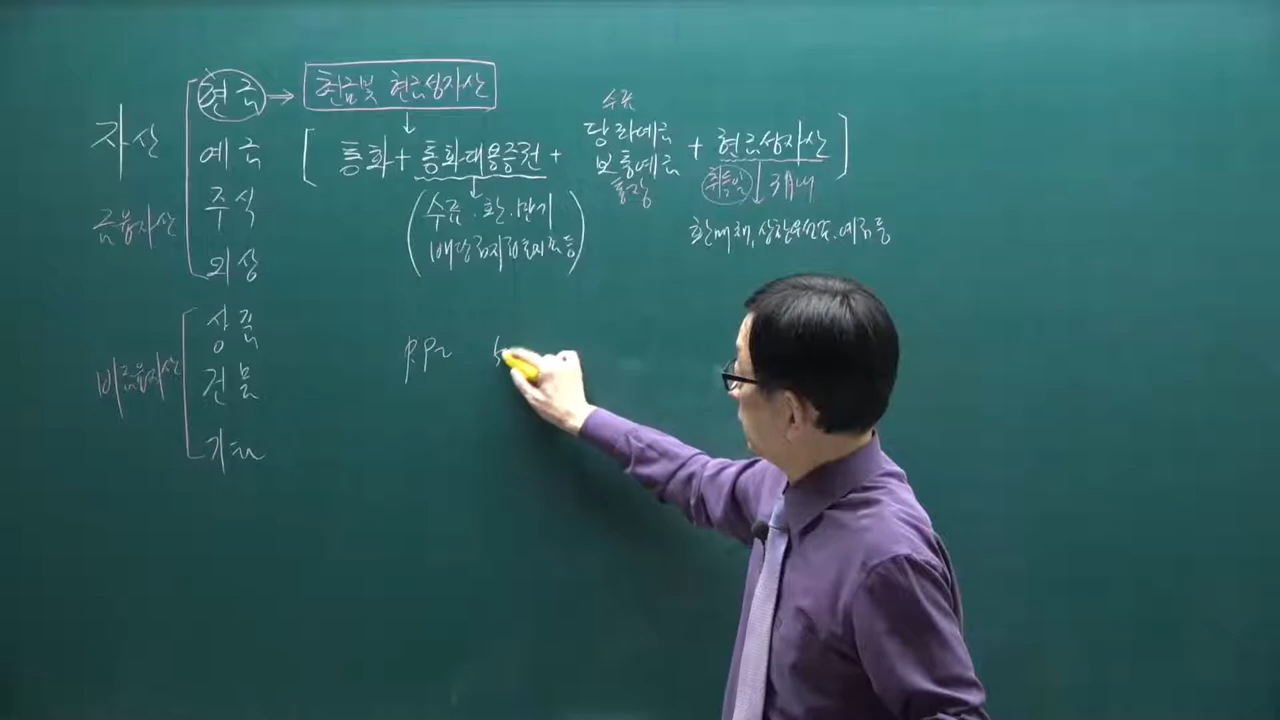 자산
금융자산
현금 → 현금및 현금성자산
예금
주식
외상
[ 통화 + 통화대용증권 + 당좌예금 보통예금 + 현금성자산 ]
수표
통장
취득일 3개월내
(수표·환·만기
배당금지급통지표등)
환매채, 상환우선주, 예금등
비금융자산
상품
건물
기타